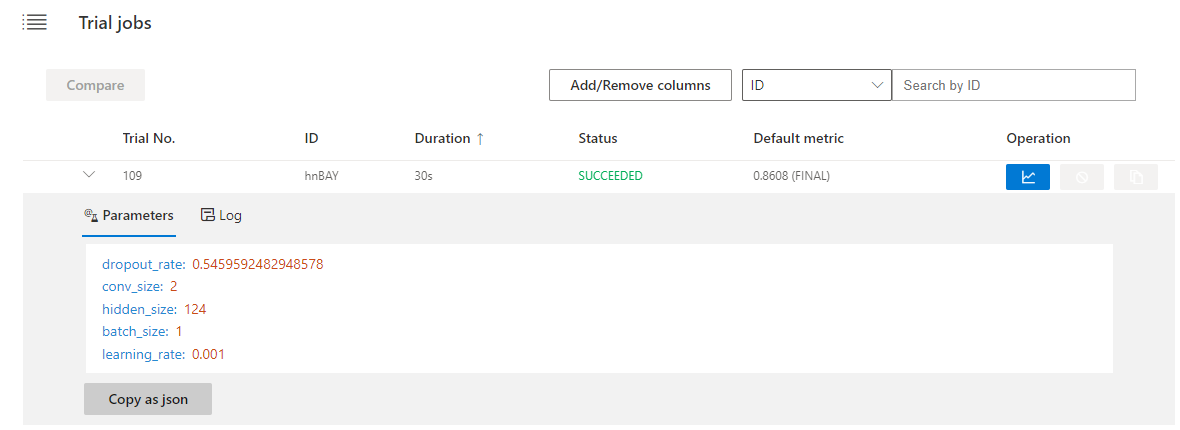 Trial jobs
Compare
Add/Remove columns
ID
Search by ID
Trial No. ID Duration ↑ Status Default metric Operation
109 hnBAY 30s SUCCEEDED 0.8608 (FINAL)
Parameters Log
dropout_rate: 0.5459592482948578
conv_size: 2
hidden_size: 124
batch_size: 1
learning_rate: 0.001
Copy as json